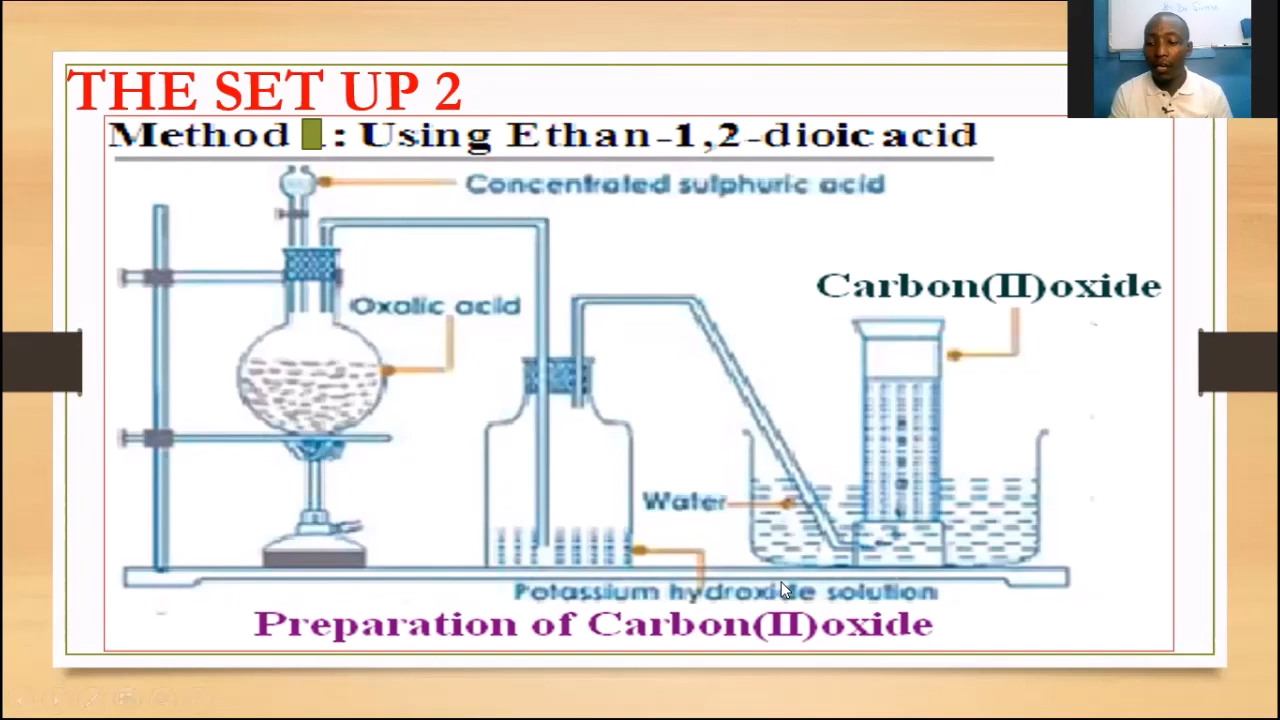 THE SET UP 2
Method : Using Ethan-1,2-dioic acid
Concentrated sulphuric acid
Oxalic acid
Carbon(II)oxide
Water
Potassium hydroxide solution
Preparation of Carbon(II)oxide